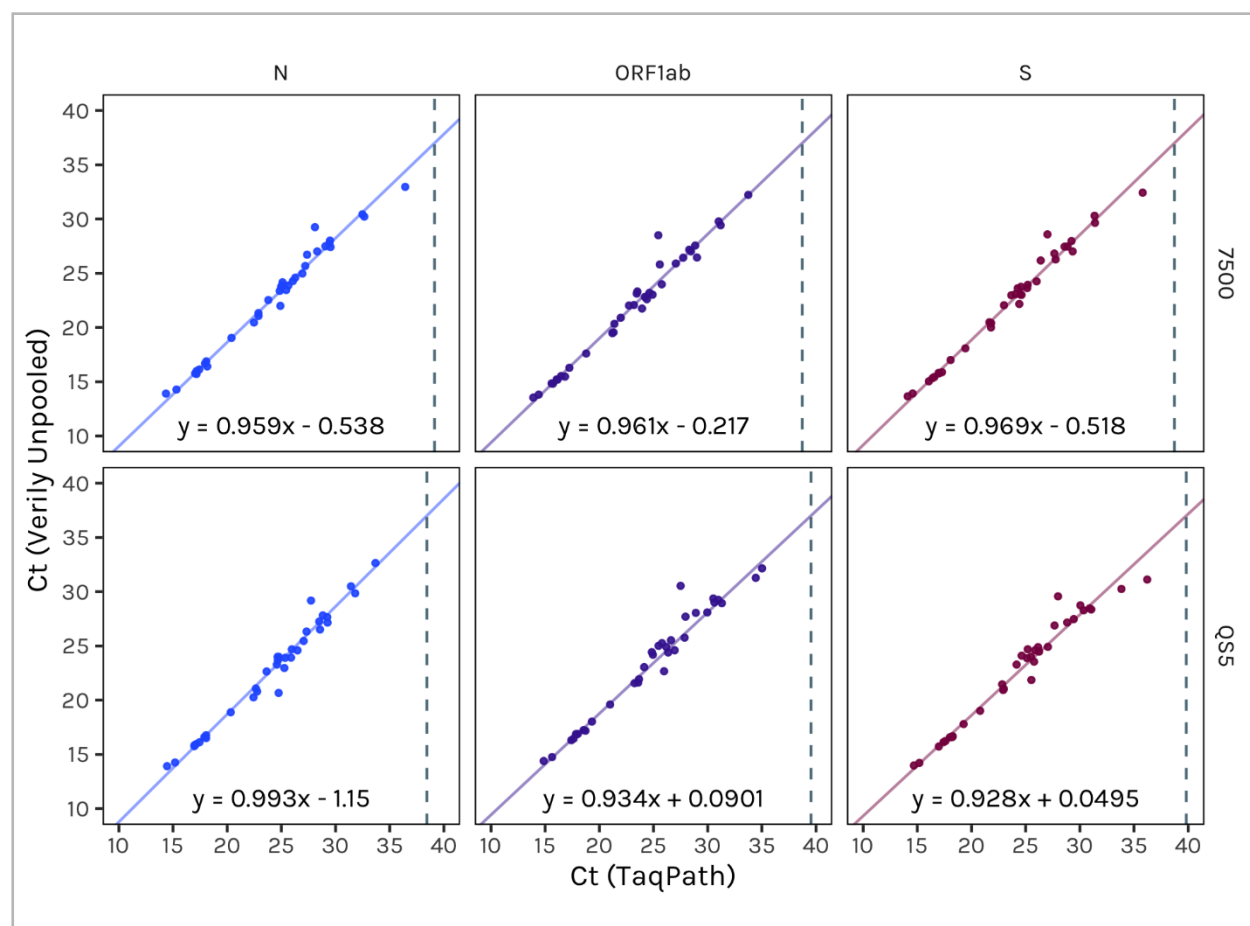 N ORF1ab S
40
35
30
25
20
15
10
y = 0.959x - 0.538
y = 0.961x - 0.217
y = 0.969x - 0.518
7500
Ct (Verily Unpooled)
40
35
30
25
20
15
10
y = 0.993x - 1.15
y = 0.934x + 0.0901
y = 0.928x + 0.0495
QS5
10 15 20 25 30 35 40
10 15 20 25 30 35 40
10 15 20 25 30 35 40
Ct (TaqPath)